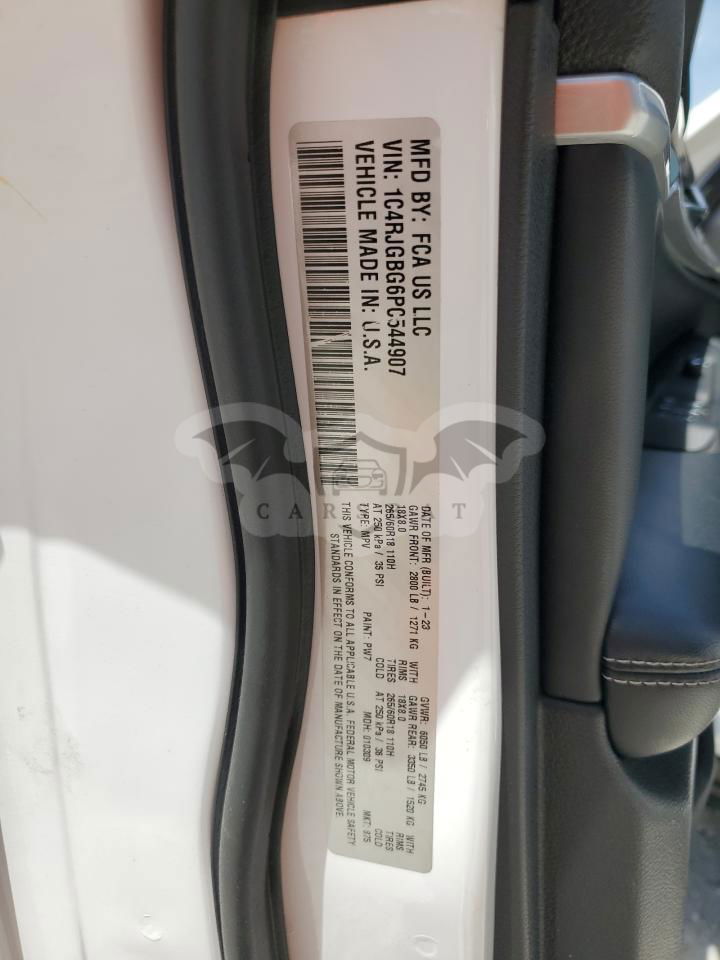 MFD BY: FCA US LLC
VIN: 1C4RJGBG6PC544907
VEHICLE MADE IN: U.S.A.
DATE OF MFR (BUILT): 1-23 GVWR: 6050 LB / 2745 KG
GAWR FRONT: 2800 LB / 1271 KG WITH GAWR REAR: 3350 LB / 1520 KG WITH
18X8.0 RIMS 18X8.0 RIMS
265/60R18 110H TIRES 265/60R18 110H TIRES
AT 250 kPa / 36 PSI COLD AT 250 kPa / 36 PSI COLD
TYPE: MPV PAINT: PW7 MDH: 010309 MKT: 975
THIS VEHICLE CONFORMS TO ALL APPLICABLE U.S.A. FEDERAL MOTOR VEHICLE SAFETY
STANDARDS IN EFFECT ON THE DATE OF MANUFACTURE SHOWN ABOVE.